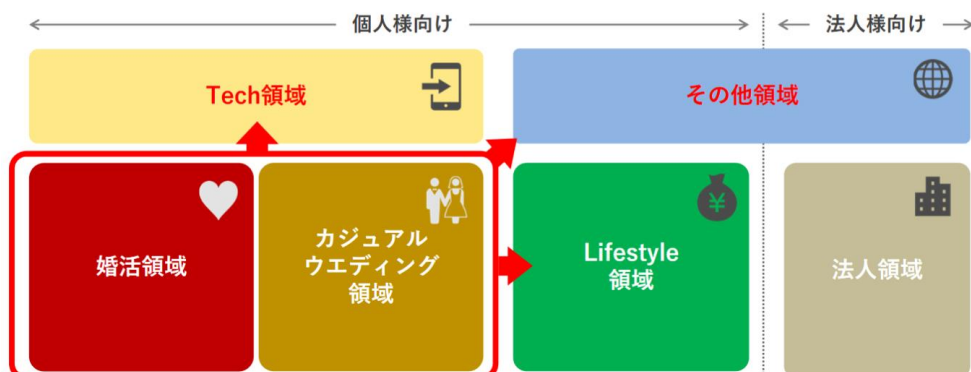 個人様向け
法人様向け
Tech領域
その他領域
婚活領域
カジュアル
ウエディング
領域
¥
Lifestyle
領域
法人領域